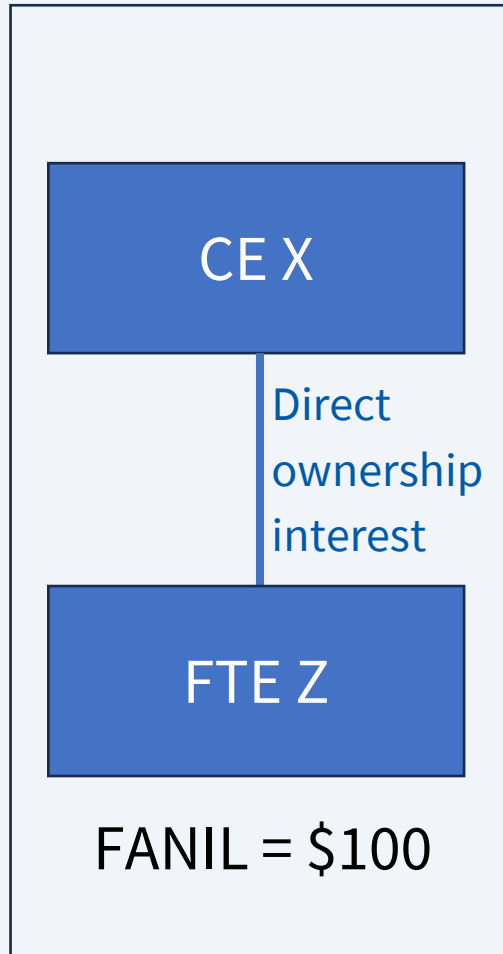 CE X
Direct
ownership
interest
FTE Z
FANIL = $100